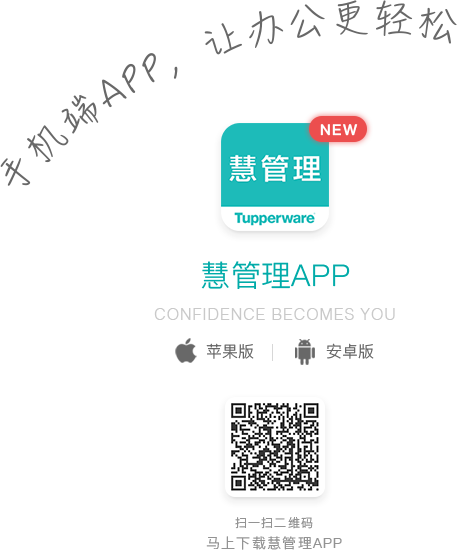 手机端APP，让办公更轻松
NEW
慧管理
Tupperware
慧管理APP
CONFIDENCE BECOMES YOU
苹果版
安卓版
扫一扫二维码
马上下载慧管理APP